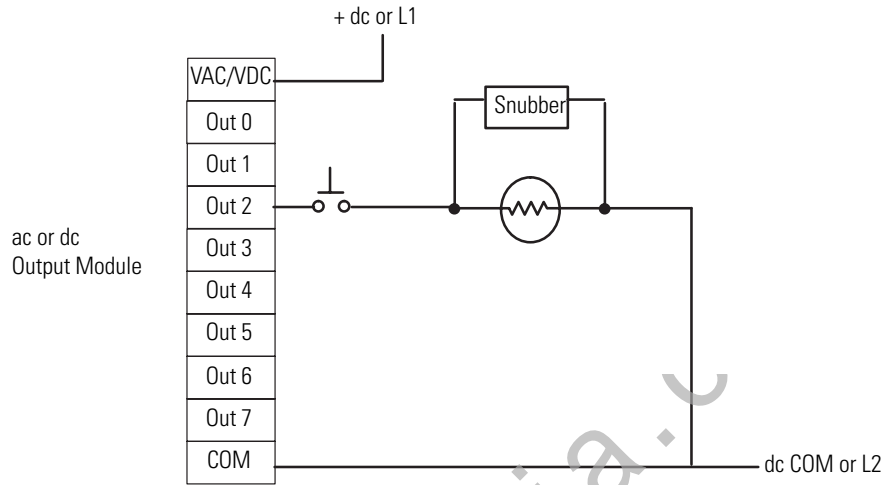 + dc or L1
VAC/VDC
Out 0
Out 1
Out 2
Out 3
Out 4
Out 5
Out 6
Out 7
COM
ac or dc
Output Module
Snubber
dc COM or L2